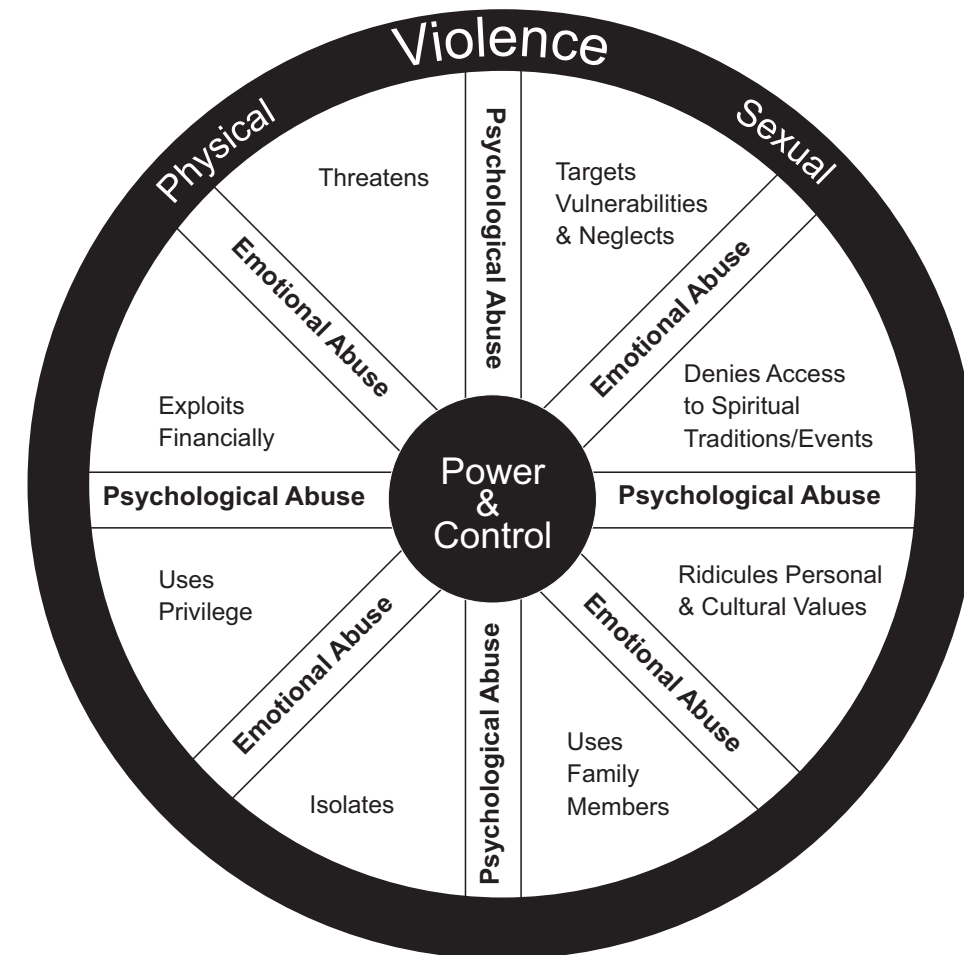 Violence
Physical
Sexual
Threatens
Psychological Abuse
Targets
Vulnerabilities
& Neglects
Emotional Abuse
Emotional Abuse
Exploits
Financially
Denies Access
to Spiritual
Traditions/Events
Psychological Abuse
Power
&
Control
Psychological Abuse
Uses
Privilege
Ridicules Personal
& Cultural Values
Emotional Abuse
Emotional Abuse
Isolates
Psychological Abuse
Uses
Family
Members